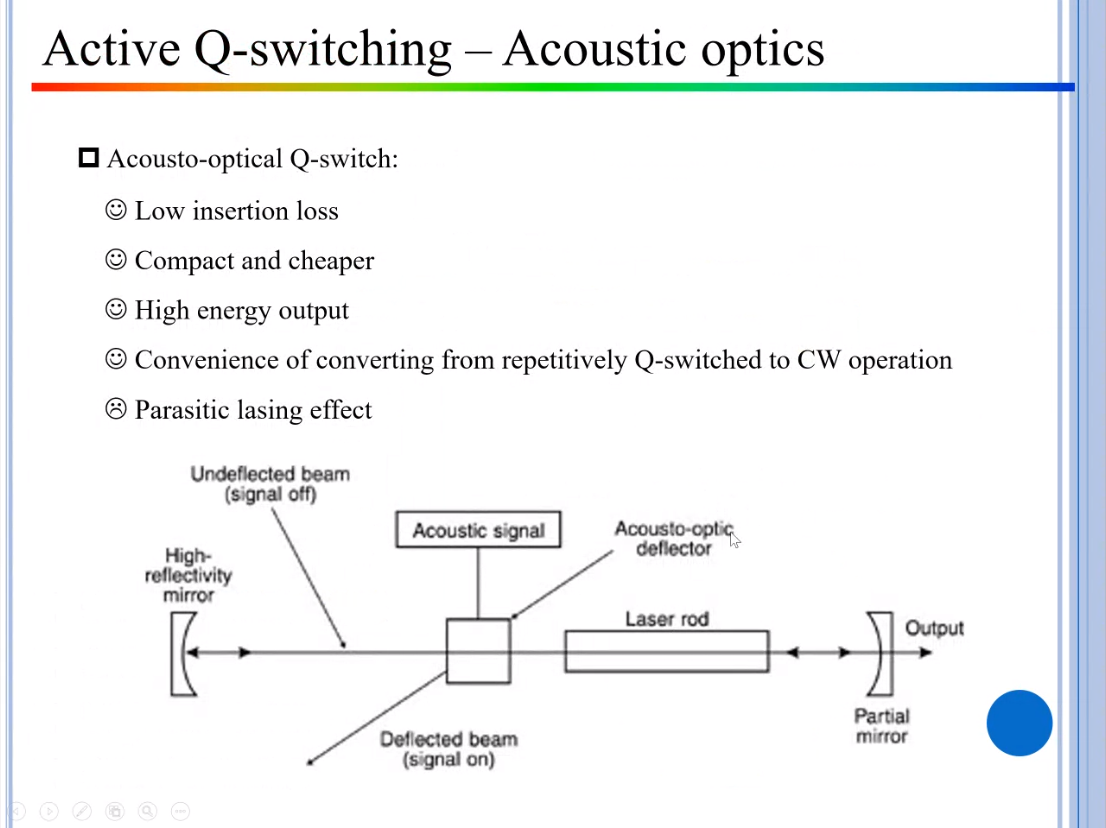 Active Q-switching – Acoustic optics
Acousto-optical Q-switch:
Low insertion loss
Compact and cheaper
High energy output
Convenience of converting from repetitively Q-switched to CW operation
Parasitic lasing effect
Undeflected beam
(signal off)
Acoustic signal
Acousto-optic
deflector
High-
reflectivity
mirror
Laser rod
Output
Partial
mirror
Deflected beam
(signal on)